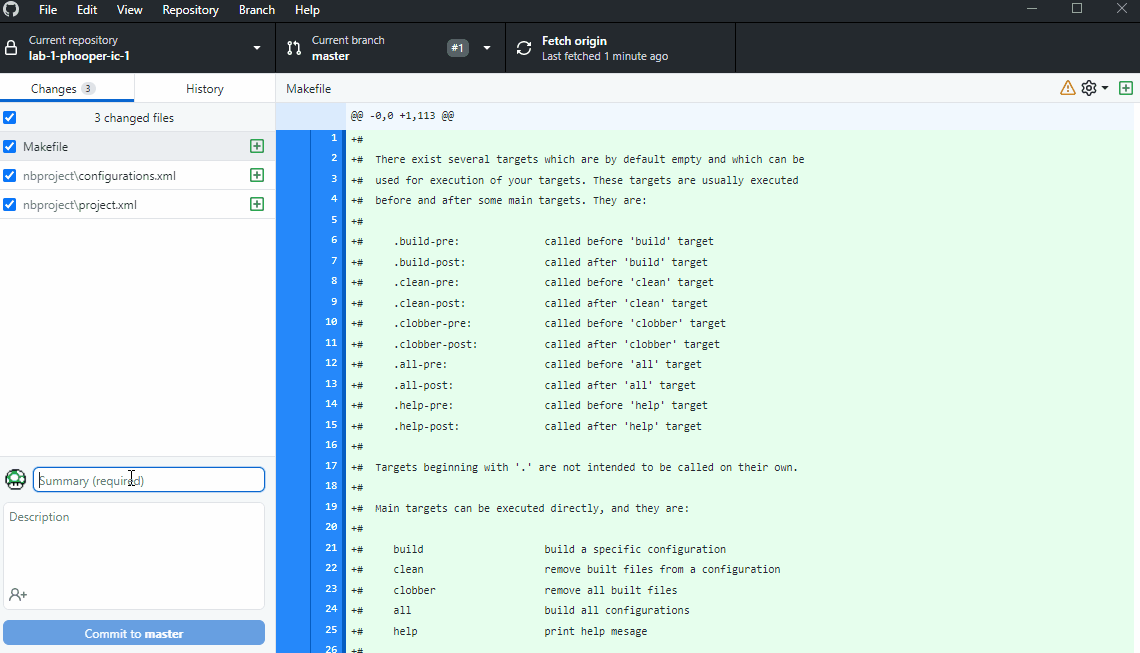 File Edit View Repository Branch Help
Current repository
lab-1-phooper-ic-1
Current branch
master
#1
Fetch origin
Last fetched 1 minute ago
Changes 3 History
3 changed files
Makefile
nbproject\configurations.xml
nbproject\project.xml
Summary (required)
Description
Commit to master
Makefile
@@ -0,0 +1,113 @@
1 +#
2 +# There exist several targets which are by default empty and which can be
3 +# used for execution of your targets. These targets are usually executed
4 +# before and after some main targets. They are:
5 +#
6 +# .build-pre: called before 'build' target
7 +# .build-post: called after 'build' target
8 +# .clean-pre: called before 'clean' target
9 +# .clean-post: called after 'clean' target
10 +# .clobber-pre: called before 'clobber' target
11 +# .clobber-post: called after 'clobber' target
12 +# .all-pre: called before 'all' target
13 +# .all-post: called after 'all' target
14 +# .help-pre: called before 'help' target
15 +# .help-post: called after 'help' target
16 +#
17 +# Targets beginning with '.' are not intended to be called on their own.
18 +#
19 +# Main targets can be executed directly, and they are:
20 +#
21 +# build build a specific configuration
22 +# clean remove built files from a configuration
23 +# clobber remove all built files
24 +# all build all configurations
25 +# help print help mesage
26 +#